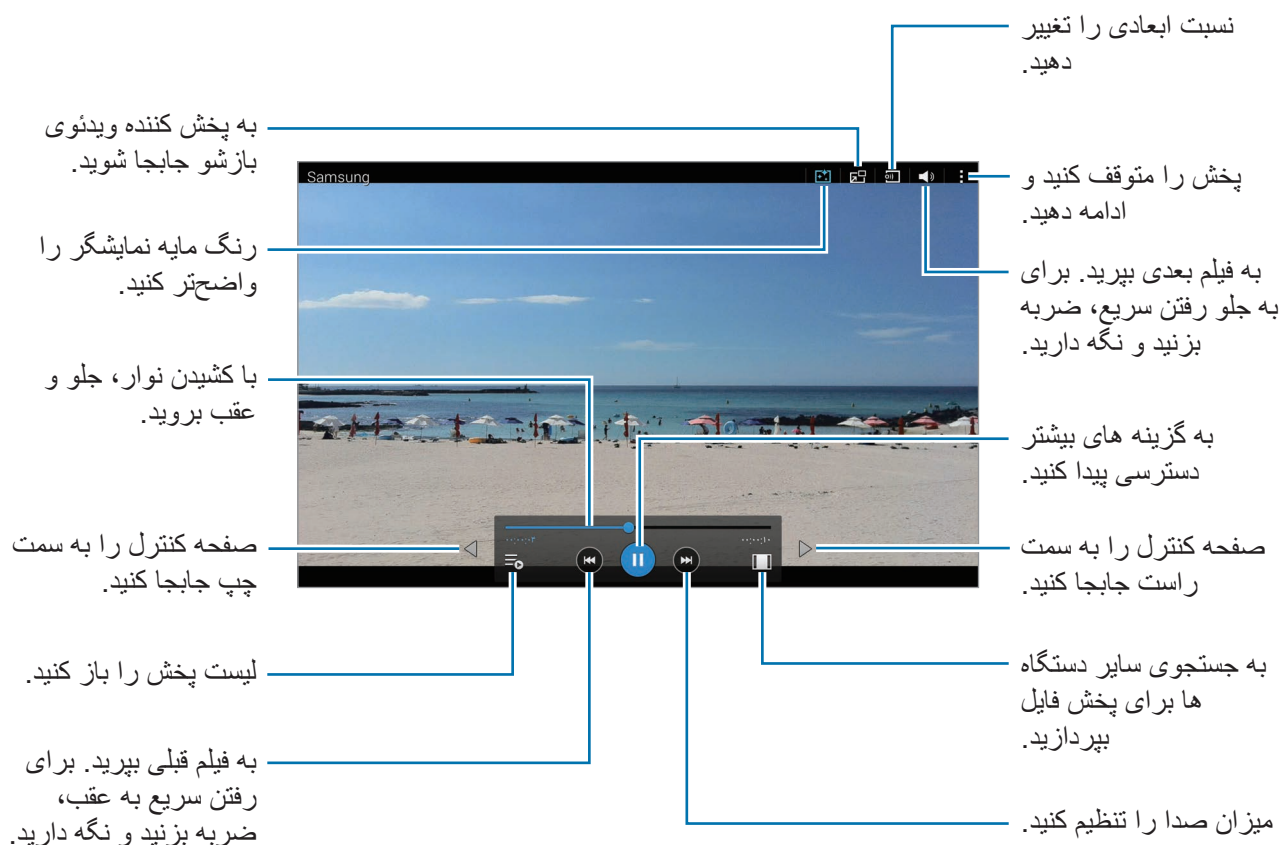 نسبت ابعادی را تغییر
دهید.
به پخش کننده ویدئوی
بازشو جابجا شوید.
Samsung
پخش را متوقف کنید و
ادامه دهید.
رنگ مایه نمایشگر را
واضح‌تر کنید.
به فیلم بعدی بپرید. برای
به جلو رفتن سریع، ضربه
بزنید و نگه دارید.
با کشیدن نوار، جلو و
عقب بروید.
به گزینه های بیشتر
دسترسی پیدا کنید.
صفحه کنترل را به سمت
چپ جابجا کنید.
صفحه کنترل را به سمت
راست جابجا کنید.
لیست پخش را باز کنید.
به جستجوی سایر دستگاه
ها برای پخش فایل
بپردازید.
به فیلم قبلی بپرید. برای
رفتن سریع به عقب،
ضربه بزنید و نگه دارید.
میزان صدا را تنظیم کنید.